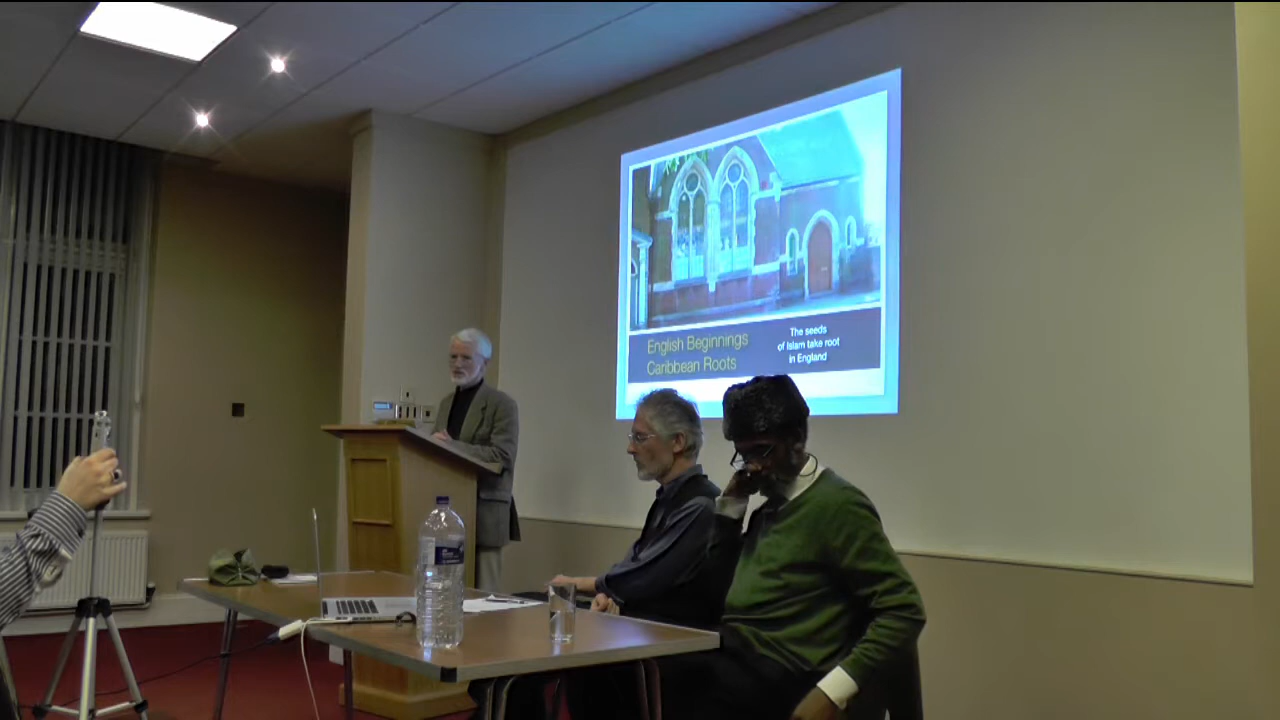 English Beginnings
Caribbean Roots
The seeds
of Islam take root
in England